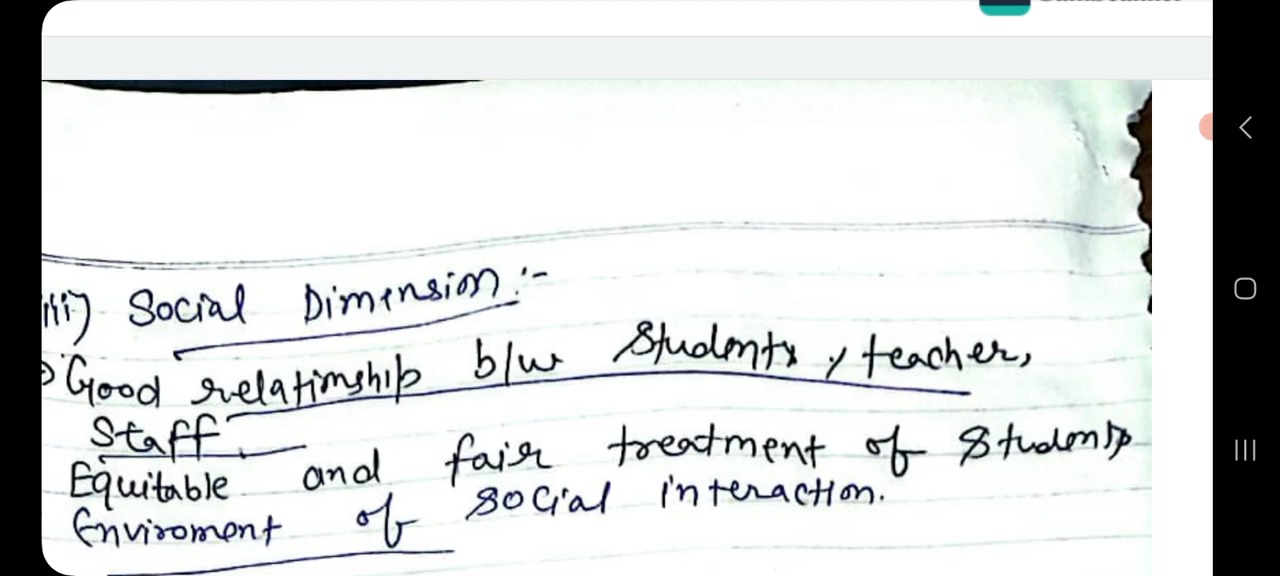 iii) Social Dimension :-
Good relationship b/w Students, teacher,
Staff.
Equitable and fair treatment of Students
Enviroment of social interaction.